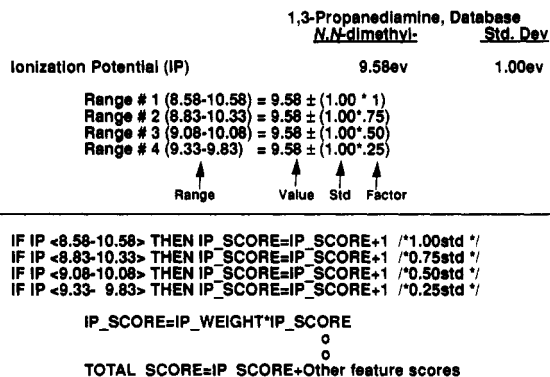 1,3-Propanediamine, Database
N,N-dimethyl- Std. Dev
Ionization Potential (IP) 9.58ev 1.00ev
Range # 1 (8.58-10.58) = 9.58 ± (1.00 * 1)
Range # 2 (8.83-10.33) = 9.58 ± (1.00*.75)
Range # 3 (9.08-10.08) = 9.58 ± (1.00*.50)
Range # 4 (9.33-9.83) = 9.58 ± (1.00*.25)
Range Value Std Factor
IF IP <8.58-10.58> THEN IP_SCORE=IP_SCORE+1 /*1.00std */
IF IP <8.83-10.33> THEN IP_SCORE=IP_SCORE+1 /*0.75std */
IF IP <9.08-10.08> THEN IP_SCORE=IP_SCORE+1 /*0.50std */
IF IP <9.33- 9.83> THEN IP_SCORE=IP_SCORE+1 /*0.25std */
IP_SCORE=IP_WEIGHT*IP_SCORE
o
o
TOTAL_SCORE=IP_SCORE+Other feature scores